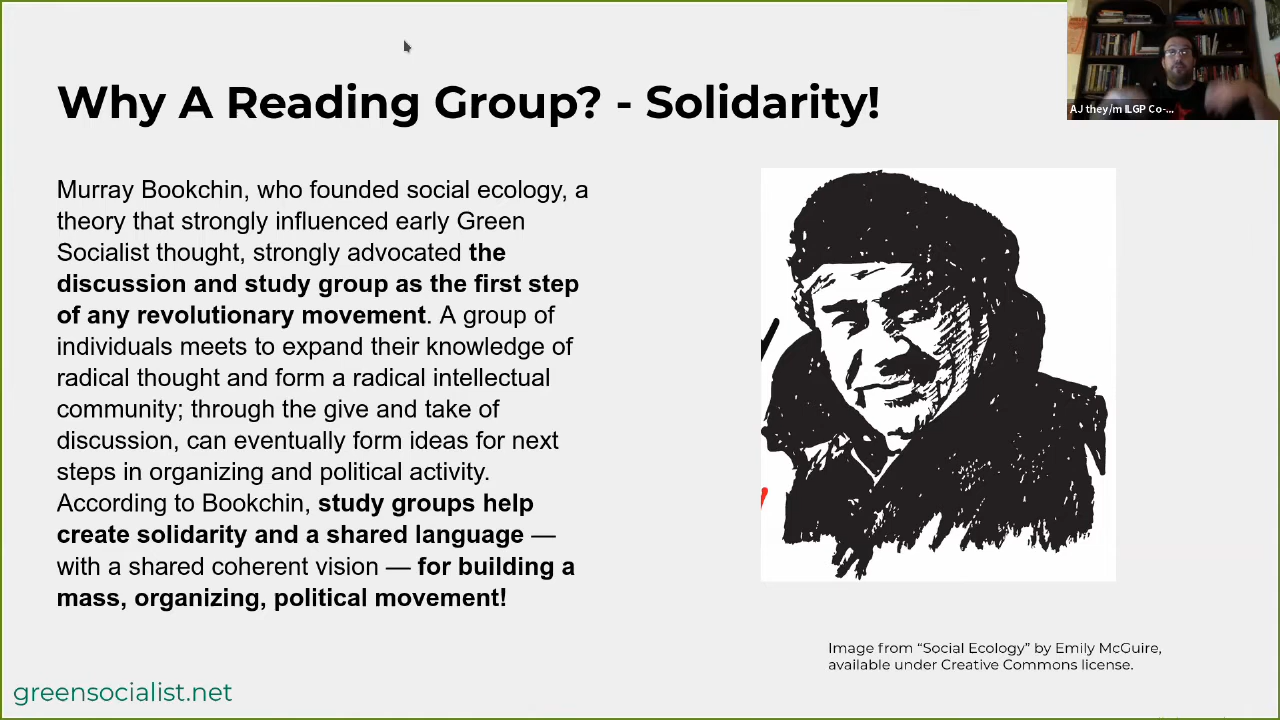 Why A Reading Group? - Solidarity!
AJ they/m ILGP Co-...
Murray Bookchin, who founded social ecology, a
theory that strongly influenced early Green
Socialist thought, strongly advocated the
discussion and study group as the first step
of any revolutionary movement. A group of
individuals meets to expand their knowledge of
radical thought and form a radical intellectual
community; through the give and take of
discussion, can eventually form ideas for next
steps in organizing and political activity.
According to Bookchin, study groups help
create solidarity and a shared language —
with a shared coherent vision — for building a
mass, organizing, political movement!
Image from “Social Ecology” by Emily McGuire,
available under Creative Commons license.
greensocialist.net